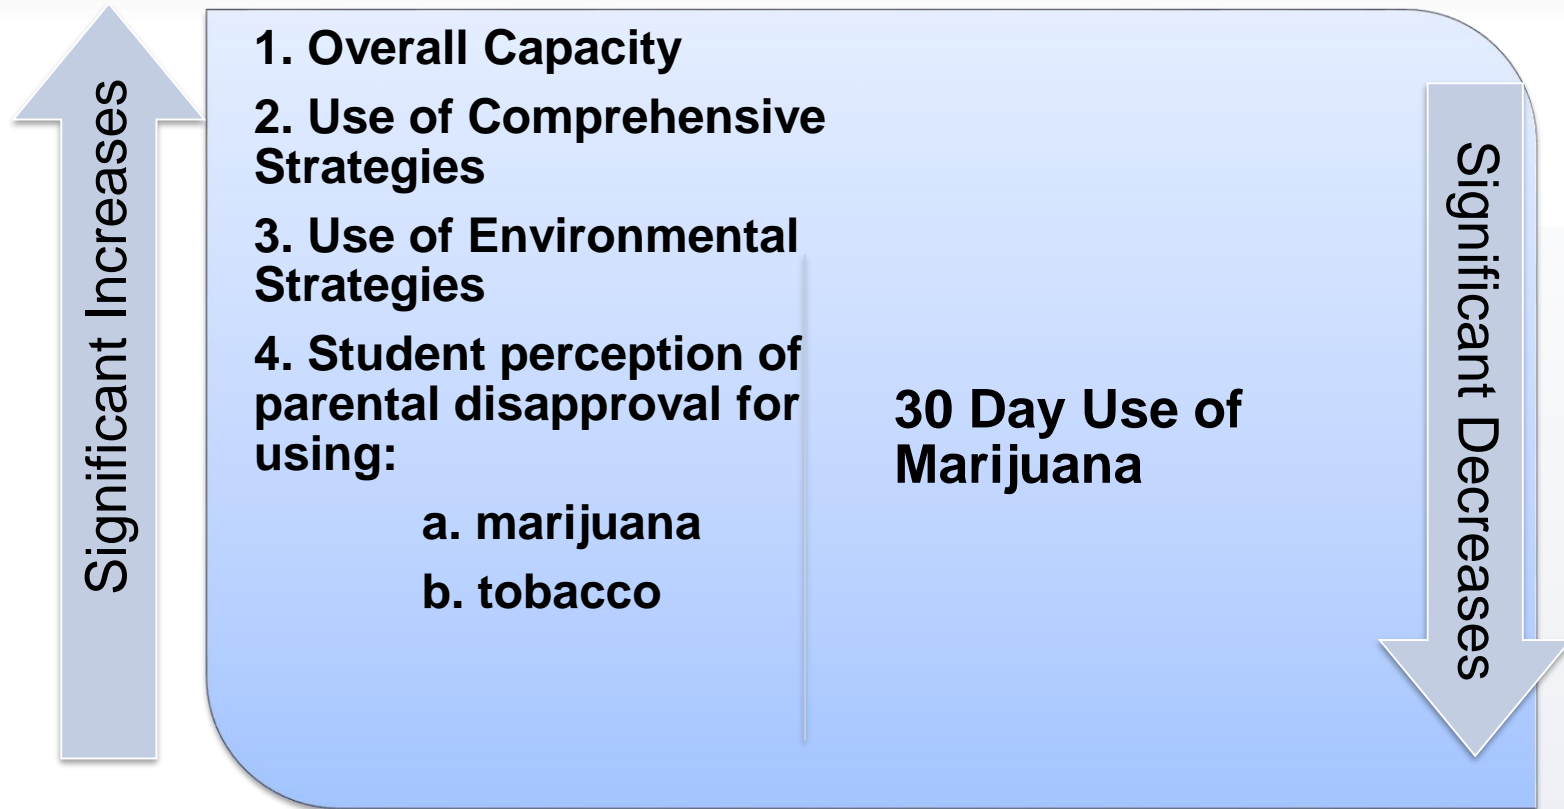 Significant Increases
1. Overall Capacity
2. Use of Comprehensive
Strategies
3. Use of Environmental
Strategies
4. Student perception of
parental disapproval for
using:
a. marijuana
b. tobacco
30 Day Use of
Marijuana
Significant Decreases